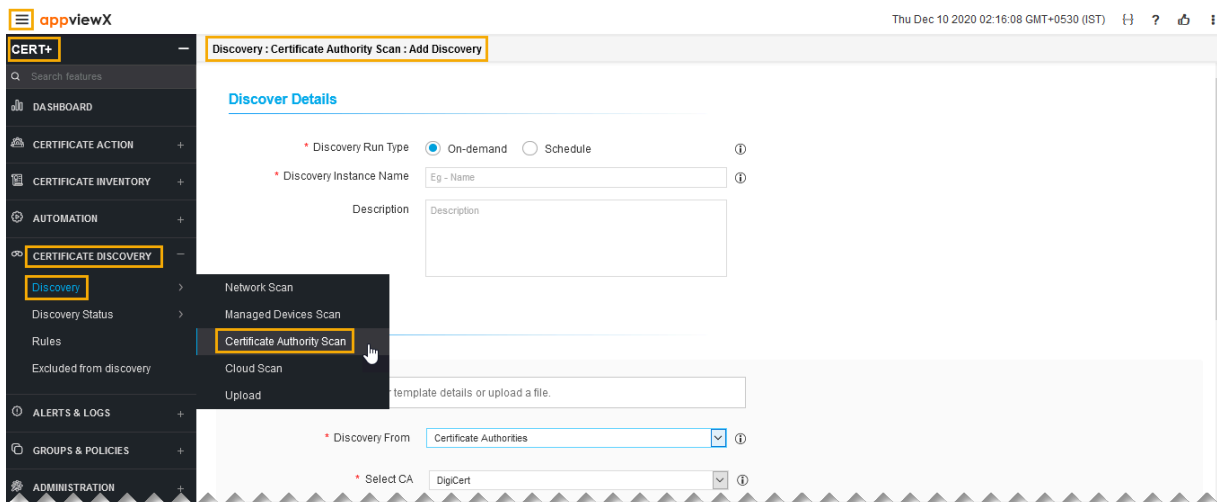 appviewX
Thu Dec 10 2020 02:16:08 GMT+0530 (IST) {-} ?
CERT+ −
Discovery : Certificate Authority Scan : Add Discovery
Search features
DASHBOARD
CERTIFICATE ACTION +
CERTIFICATE INVENTORY +
AUTOMATION +
CERTIFICATE DISCOVERY −
Discovery >
Discovery Status >
Rules
Excluded from discovery
ALERTS & LOGS +
GROUPS & POLICIES +
ADMINISTRATION +
Network Scan
Managed Devices Scan
Certificate Authority Scan
Cloud Scan
Upload
Discover Details
* Discovery Run Type On-demand Schedule
* Discovery Instance Name Eg - Name
Description Description
template details or upload a file.
* Discovery From Certificate Authorities
* Select CA DigiCert